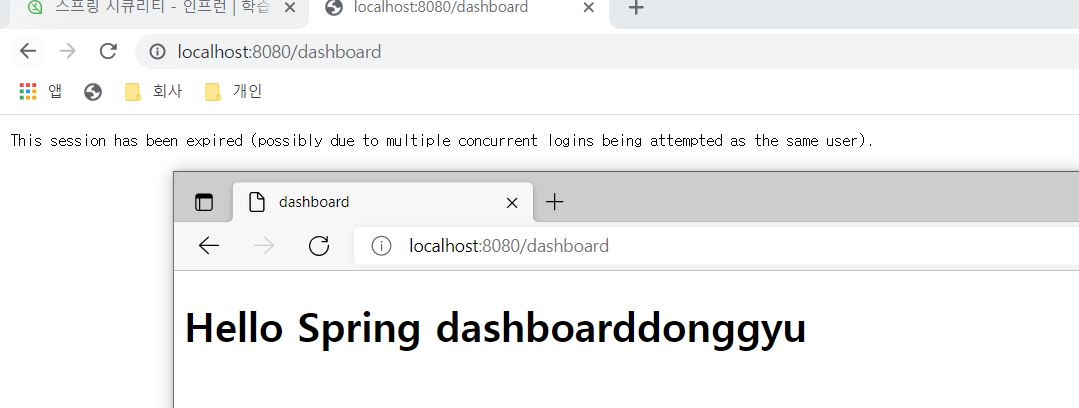 스프링 시큐리티 - 인프런 | 학습
localhost:8080/dashboard
localhost:8080/dashboard
앱
회사
개인
This session has been expired (possibly due to multiple concurrent logins being attempted as the same user).
dashboard
localhost:8080/dashboard
Hello Spring dashboarddonggyu